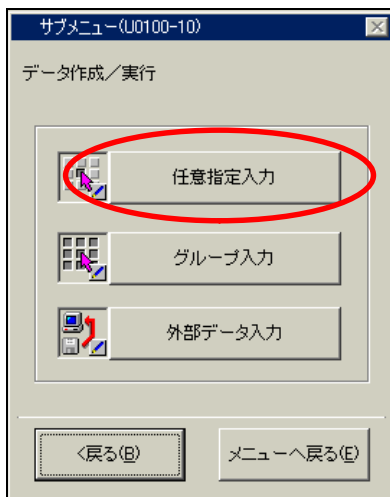 サブメニュー(U0100-10)
データ作成／実行
任意指定入力
グループ入力
外部データ入力
<戻る(B)
メニューへ戻る(E)